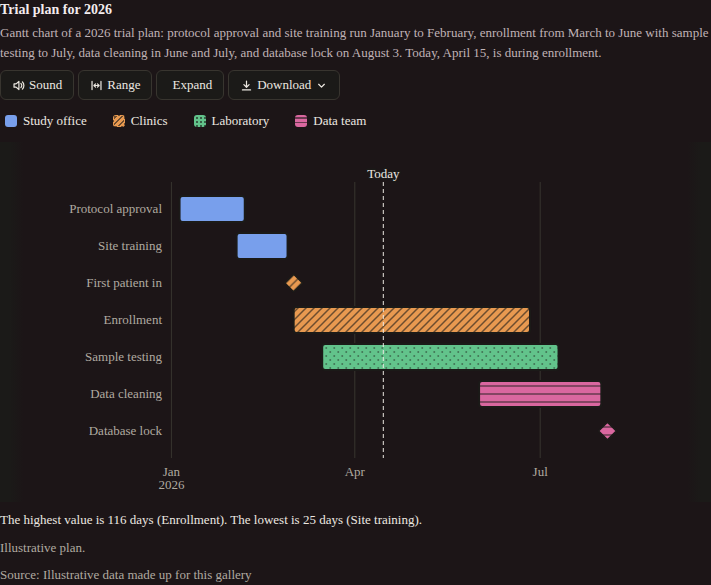 Trial plan for 2026
Gantt chart of a 2026 trial plan: protocol approval and site training run January to February, enrollment from March to June with sample
testing to July, data cleaning in June and July, and database lock on August 3. Today, April 15, is during enrollment.
Sound Range Expand Download
Study office Clinics Laboratory Data team
Today
Protocol approval
Site training
First patient in
Enrollment
Sample testing
Data cleaning
Database lock
Jan Apr Jul
2026
The highest value is 116 days (Enrollment). The lowest is 25 days (Site training).
Illustrative plan.
Source: Illustrative data made up for this gallery